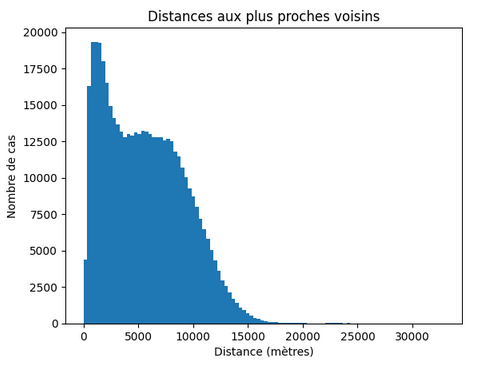 Distances aux plus proches voisins
20000
17500
15000
12500
10000
7500
5000
2500
0
Nombre de cas
0 5000 10000 15000 20000 25000 30000
Distance (mètres)